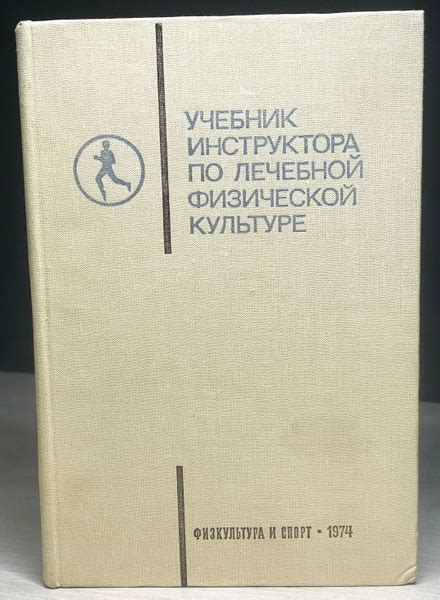 УЧЕБНИК
ИНСТРУКТОРА
ПО ЛЕЧЕБНОЙ
ФИЗИЧЕСКОЙ
КУЛЬТУРЕ
ФИЗКУЛЬТУРА И СПОРТ • 1974